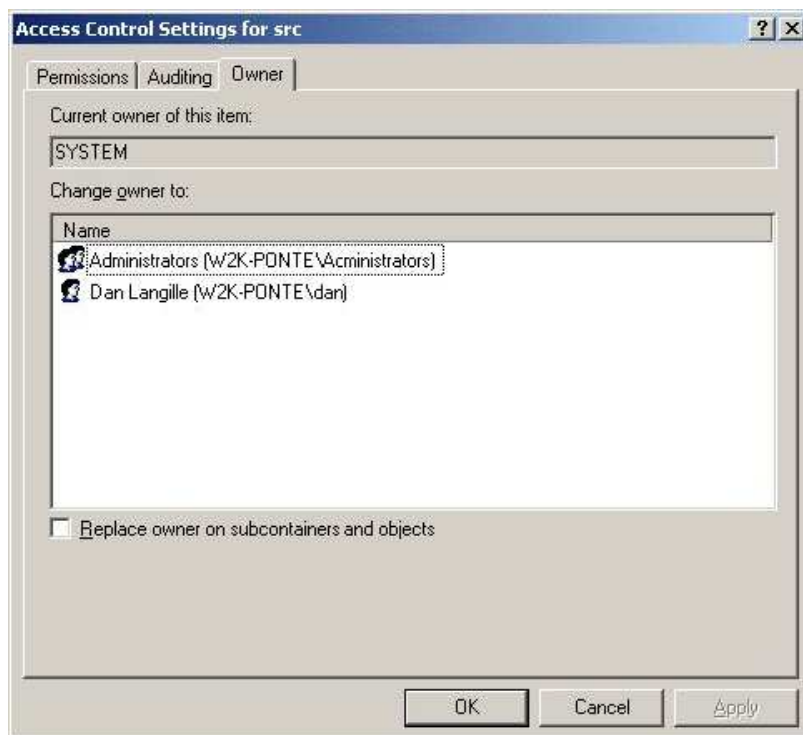 Access Control Settings for src
Permissions Auditing Owner
Current owner of this item:
SYSTEM
Change owner to:
Name
Administrators (W2K-PONTE\Acministrators)
Dan Langille (W2K-PONTE\dan)
Replace owner on subcontainers and objects
OK Cancel Apply